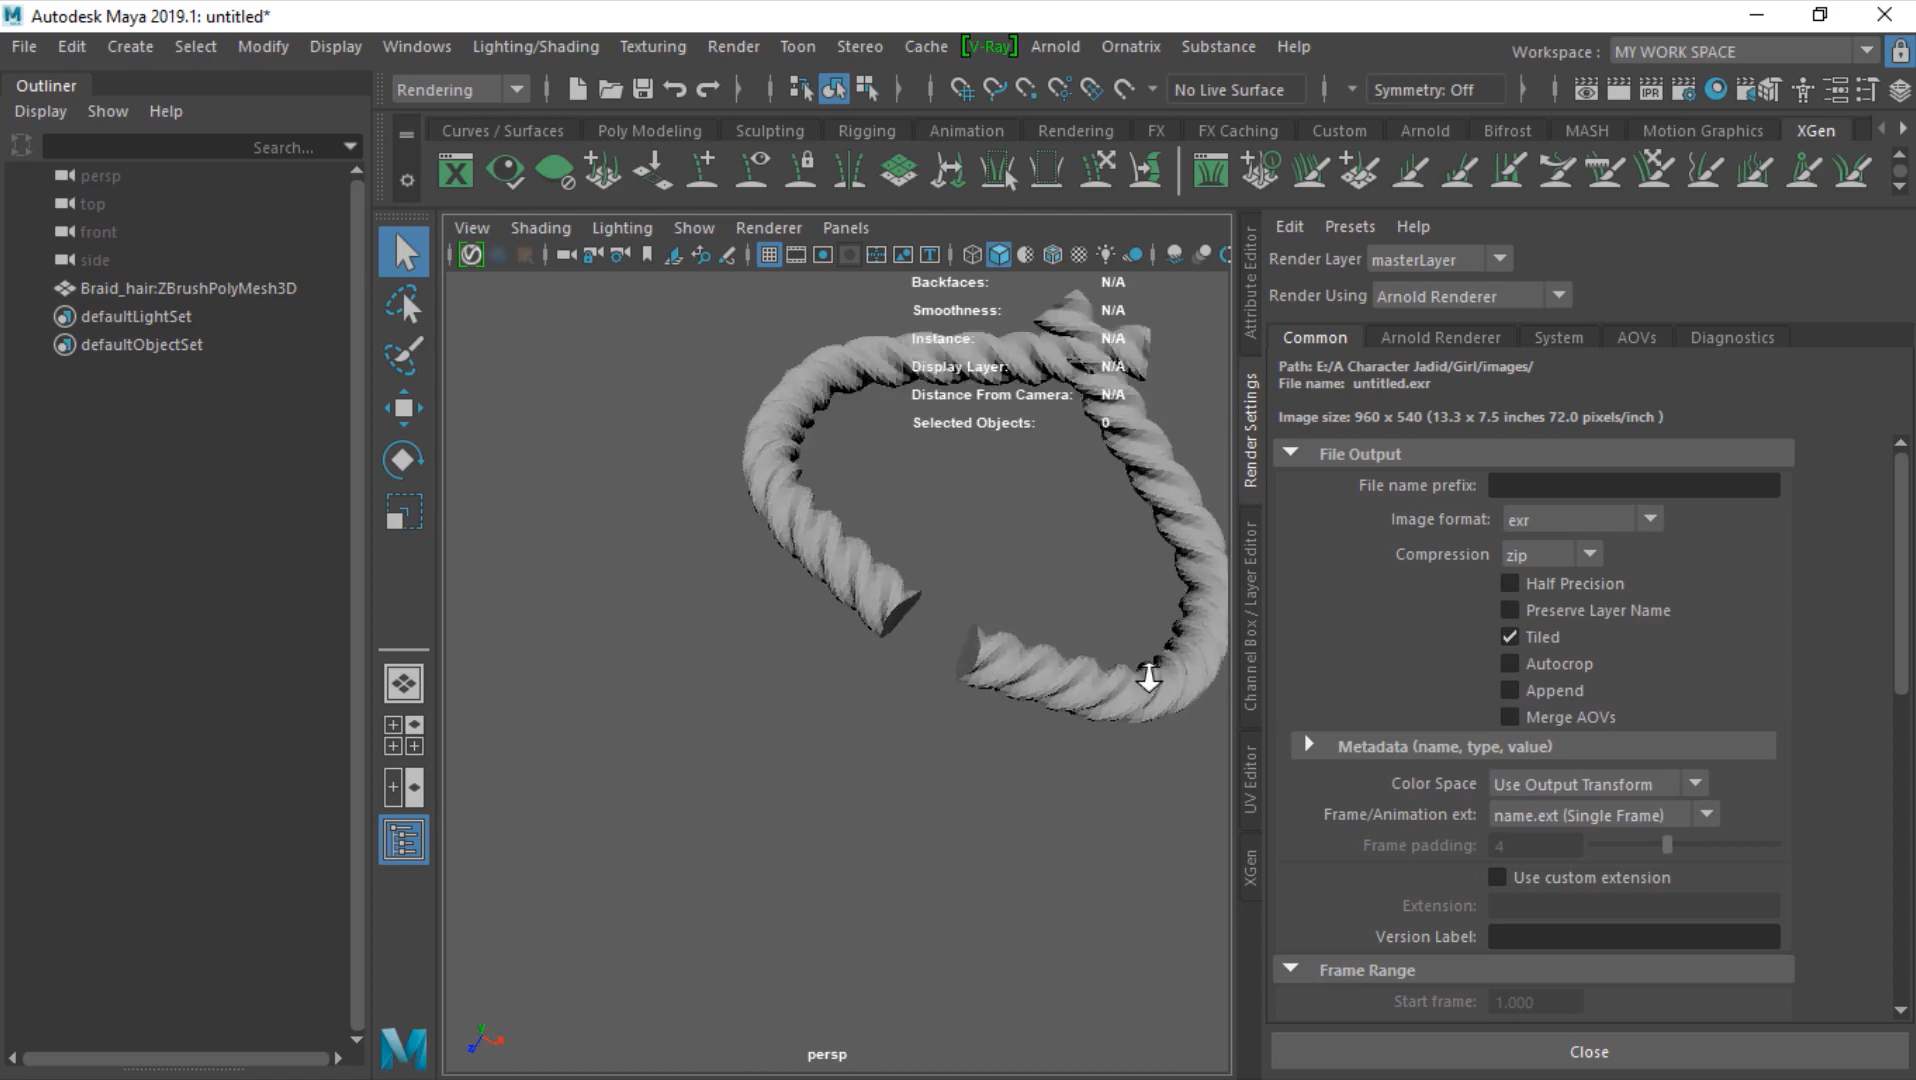 Autodesk Maya 2019.1: untitled*
File Edit Create Select Modify Display Windows Lighting/Shading Texturing Render Toon Stereo Cache [V-Ray] Arnold Ornatrix Substance Help
Workspace : MY WORK SPACE
Outliner
Rendering
No Live Surface
Symmetry: Off
IPR
Display Show Help
Search...
Curves / Surfaces Poly Modeling Sculpting Rigging Animation Rendering FX FX Caching Custom Arnold Bifrost MASH Motion Graphics XGen
persp
top
front
side
Braid_hair:ZBrushPolyMesh3D
defaultLightSet
defaultObjectSet
View Shading Lighting Show Renderer Panels
Backfaces: N/A
Smoothness: N/A
Instance: N/A
Display Layer: N/A
Distance From Camera: N/A
Selected Objects: 0
persp
Attribute Editor
Render Settings
Channel Box / Layer Editor
UV Editor
XGen
Edit Presets Help
Render Layer masterLayer
Render Using Arnold Renderer
Common Arnold Renderer System AOVs Diagnostics
Path: E:/A Character Jadid/Girl/images/
File name: untitled.exr
Image size: 960 x 540 (13.3 x 7.5 inches 72.0 pixels/inch )
File Output
File name prefix:
Image format: exr
Compression zip
Half Precision
Preserve Layer Name
Tiled
Autocrop
Append
Merge AOVs
Metadata (name, type, value)
Color Space Use Output Transform
Frame/Animation ext: name.ext (Single Frame)
Frame padding: 4
Use custom extension
Extension:
Version Label:
Frame Range
Start frame: 1.000
Close